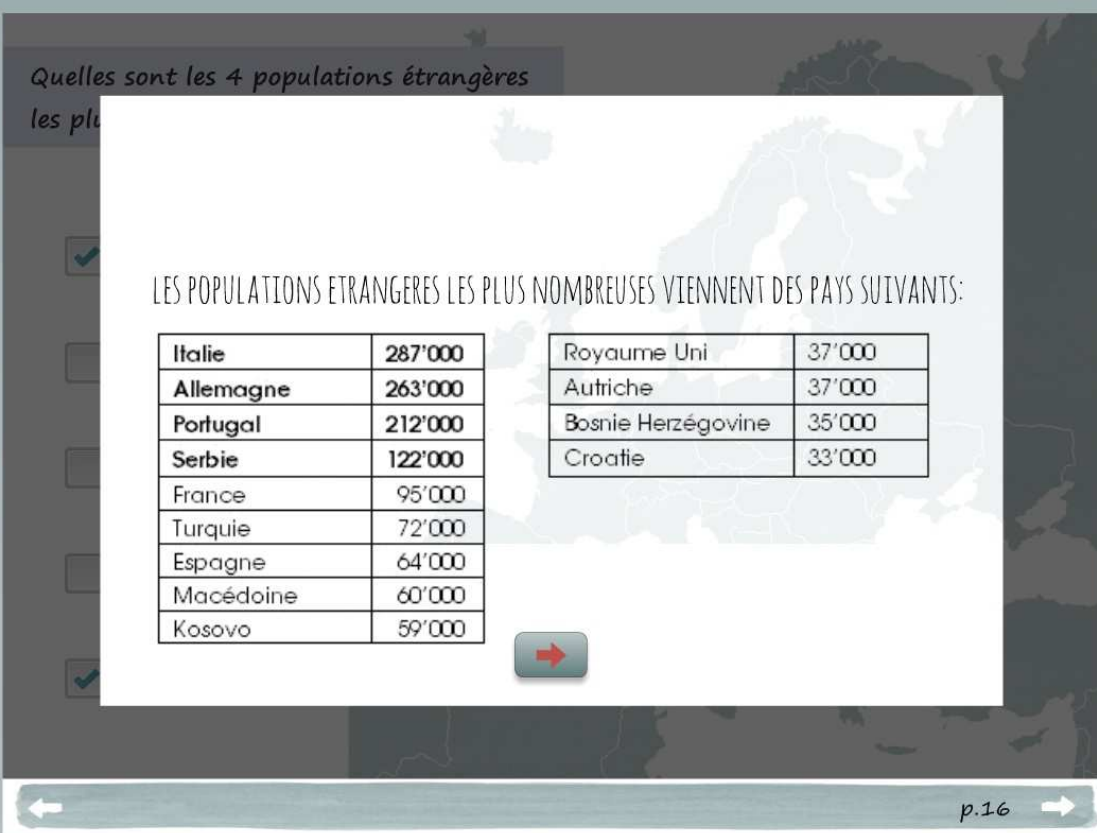 Quelles sont les 4 populations étrangères
les
LES POPULATIONS ETRANGERES LES PLUS NOMBREUSES VIENNENT DES PAYS SUIVANTS:
Italie 287'000
Allemagne 263'000
Portugal 212'000
Serbie 122'000
France 95'000
Turquie 72'000
Espagne 64'000
Macédoine 60'000
Kosovo 59'000
Royaume Uni 37'000
Autriche 37'000
Bosnie Herzégovine 35'000
Croatie 33'000
p.16